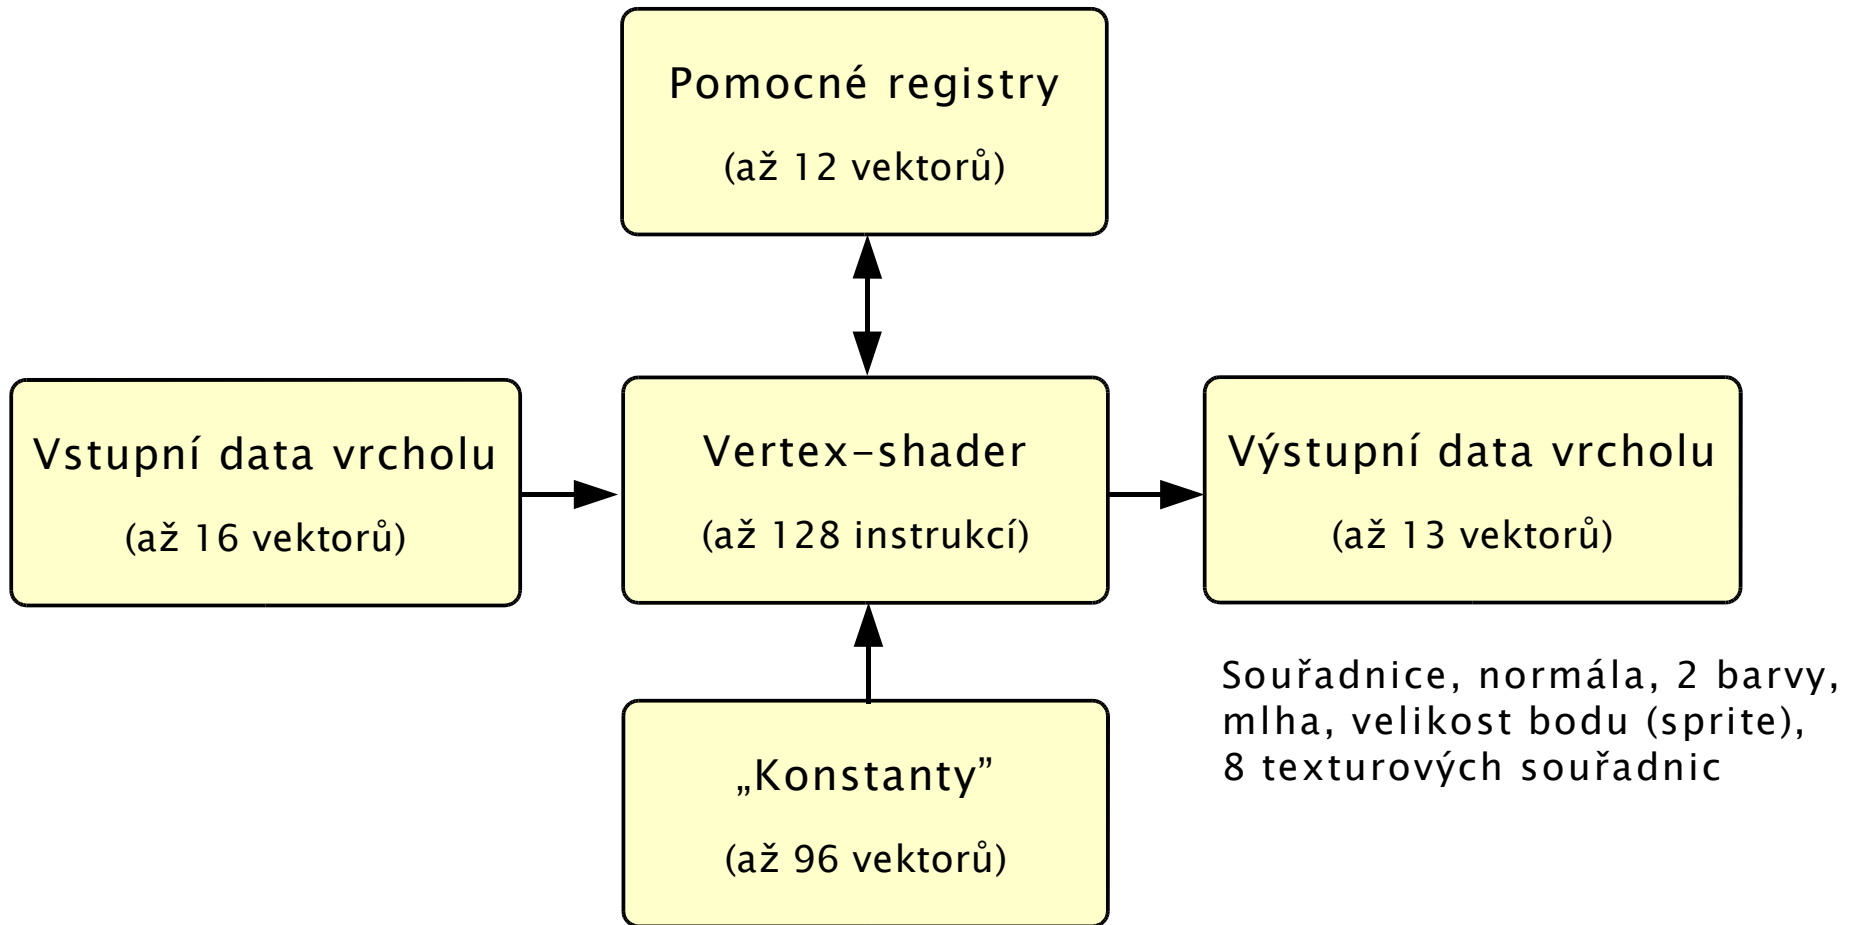 Pomocné registry
(až 12 vektorů)
Vstupní data vrcholu
(až 16 vektorů)
Vertex-shader
(až 128 instrukcí)
Výstupní data vrcholu
(až 13 vektorů)
Souřadnice, normála, 2 barvy,
mlha, velikost bodu (sprite),
8 texturových souřadnic
„Konstanty”
(až 96 vektorů)